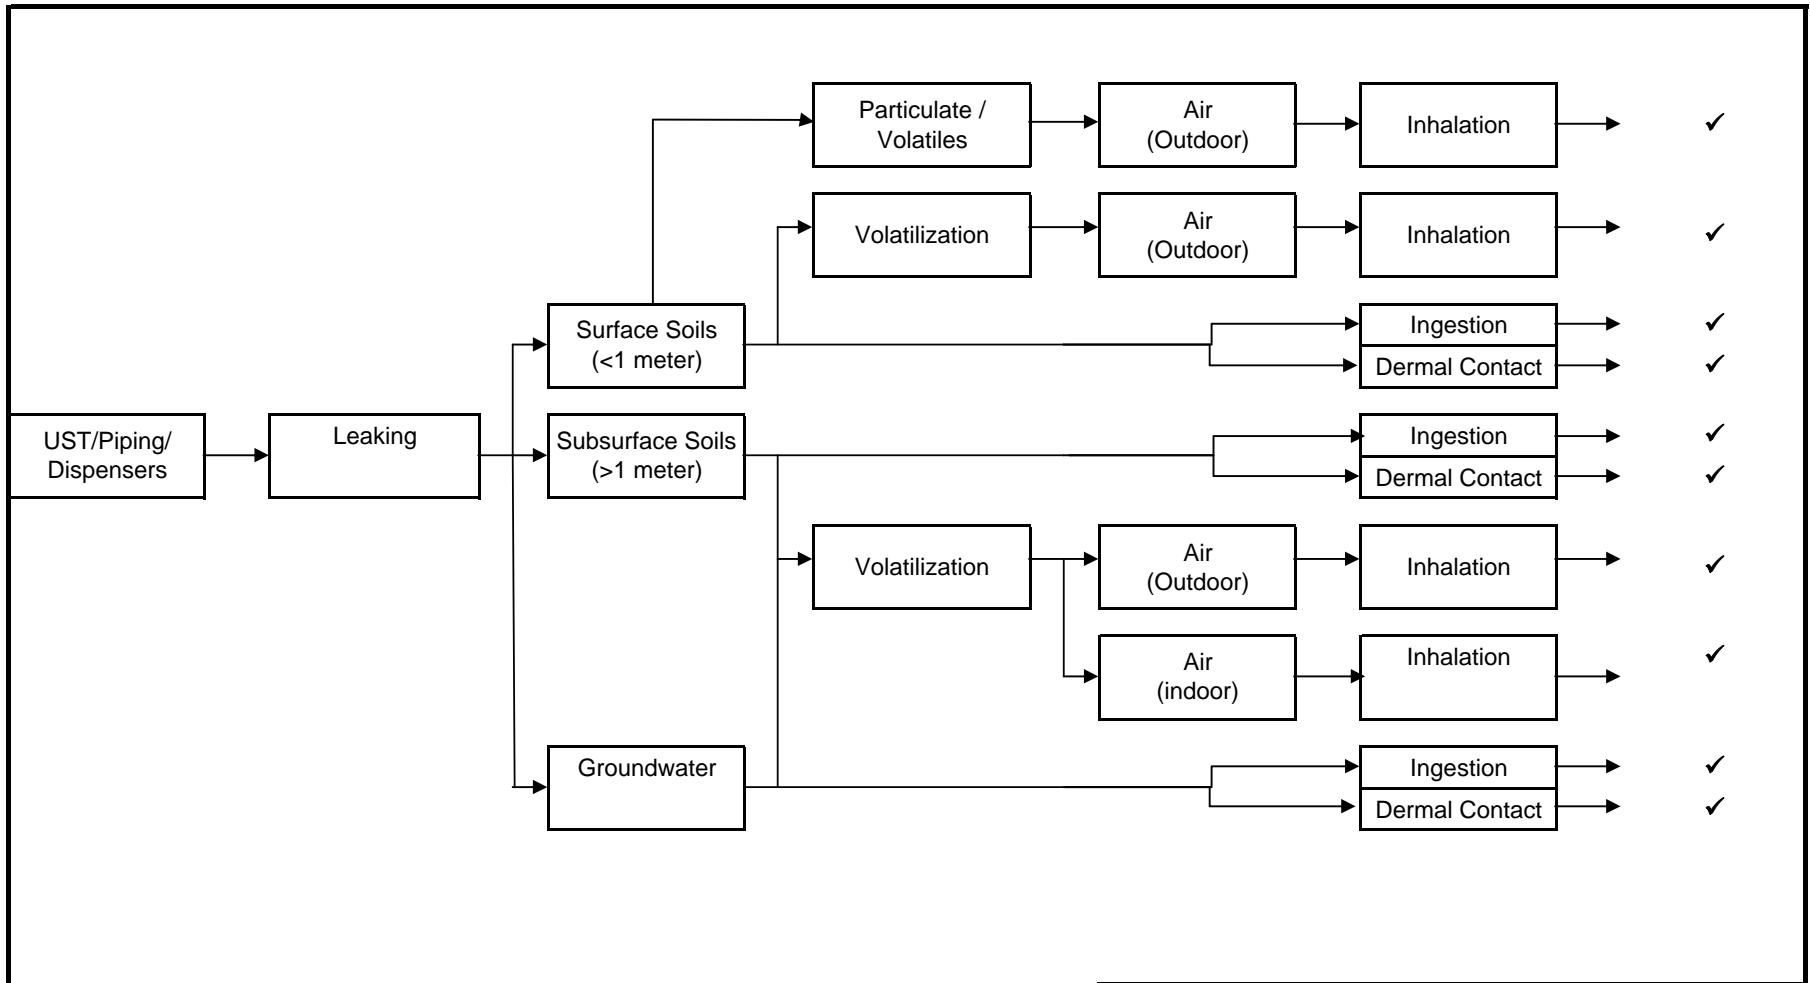 Particulate /
Volatiles
Air
(Outdoor)
Inhalation
✓
Volatilization
Air
(Outdoor)
Inhalation
✓
Surface Soils
(<1 meter)
Ingestion
✓
Dermal Contact
✓
UST/Piping/
Dispensers
Leaking
Subsurface Soils
(>1 meter)
Ingestion
✓
Dermal Contact
✓
Volatilization
Air
(Outdoor)
Inhalation
✓
Air
(indoor)
Inhalation
✓
Groundwater
Ingestion
✓
Dermal Contact
✓